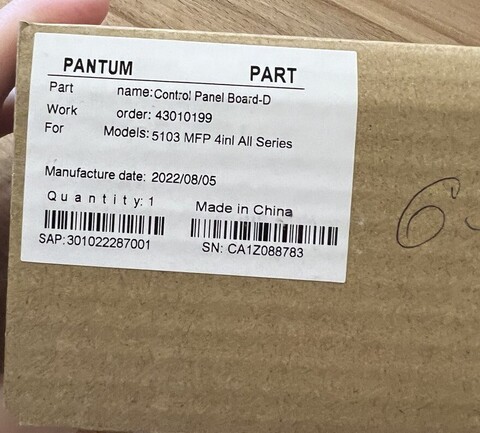 PANTUM PART
Part name:Control Panel Board-D
Work order: 43010199
For Models: 5103 MFP 4inl All Series
Manufacture date: 2022/08/05
Quantity: 1 Made in China
SAP:301022287001 SN: CA1Z088783
6